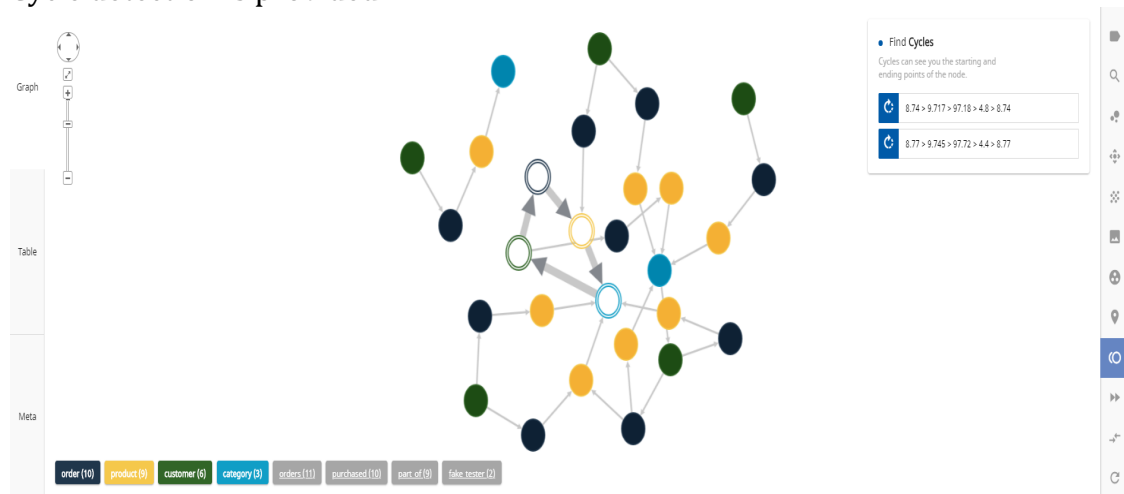 Graph
Table
Meta
Find Cycles
Cycles can see you the starting and
ending points of the node.
8.74 > 9.717 > 97.18 > 4.8 > 8.74
8.77 > 9.745 > 97.72 > 4.4 > 8.77
order (10) product (9) customer (6) category (3) orders (11) purchased (10) part_of (9) fake_tester (2)